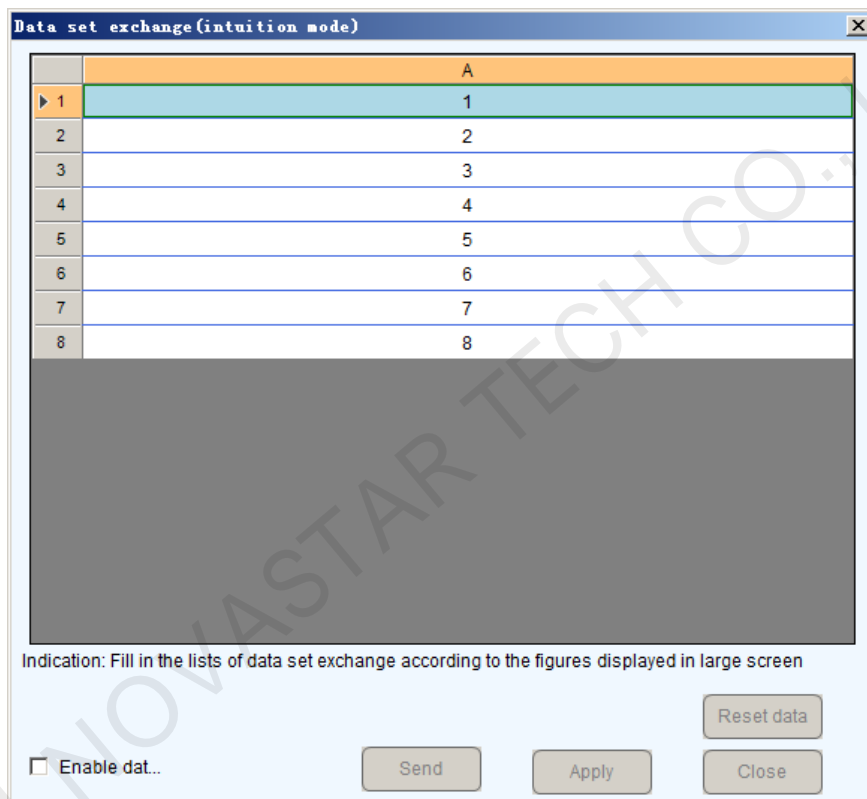 Data set exchange(intuition mode)
A
1 1
2 2
3 3
4 4
5 5
6 6
7 7
8 8
Indication: Fill in the lists of data set exchange according to the figures displayed in large screen
Reset data
Enable dat... Send Apply Close
NOVASTAR TECH CO.,